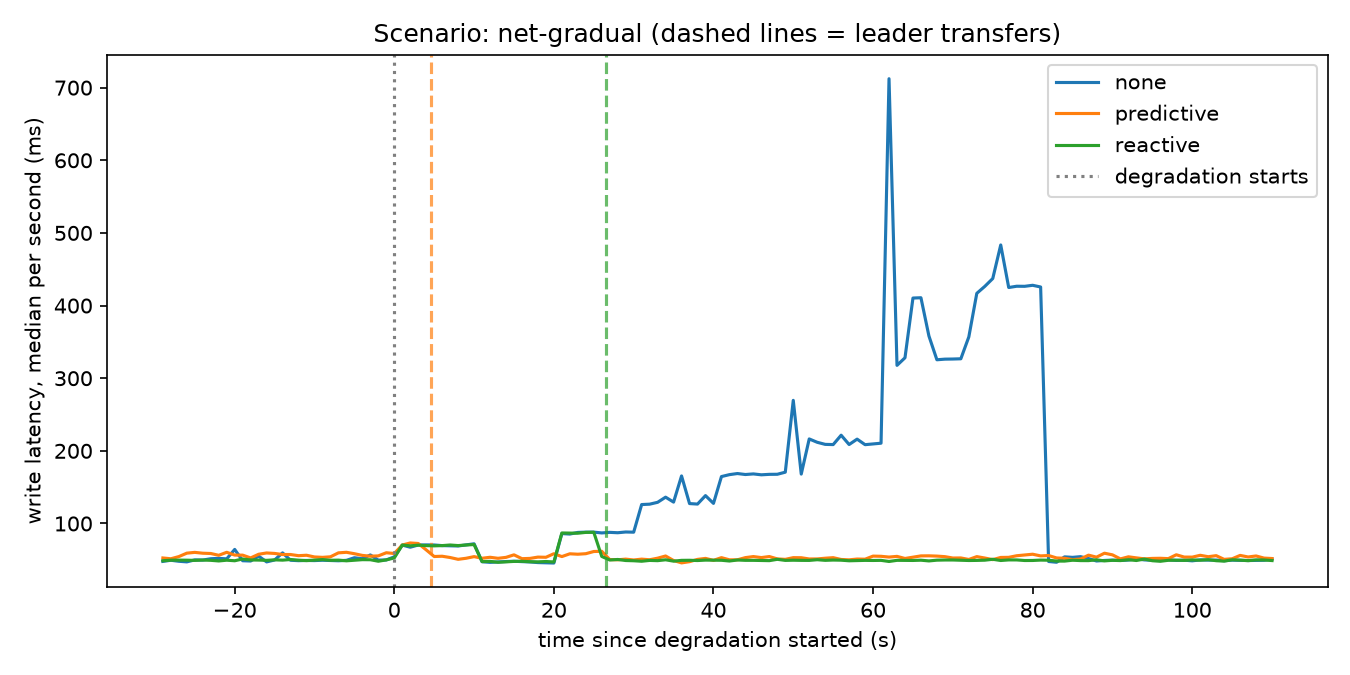 Scenario: net-gradual (dashed lines = leader transfers)
write latency, median per second (ms)
700
600
500
400
300
200
100
none
predictive
reactive
degradation starts
−20
0
20
40
60
80
100
time since degradation started (s)